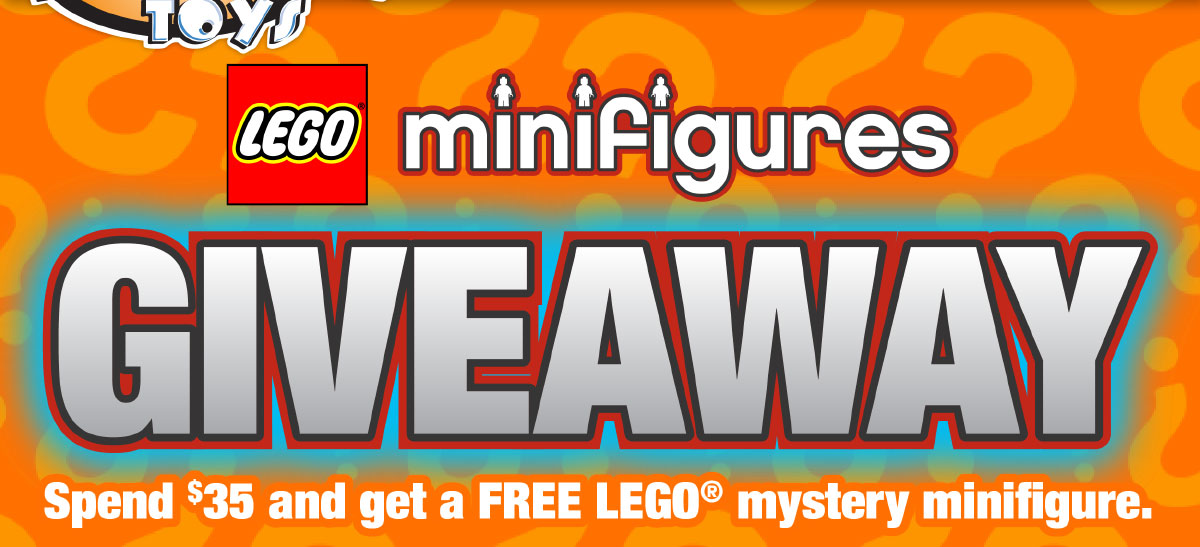 TOYS
LEGO® minifigures
GIVEAWAY
Spend $35 and get a FREE LEGO® mystery minifigure.